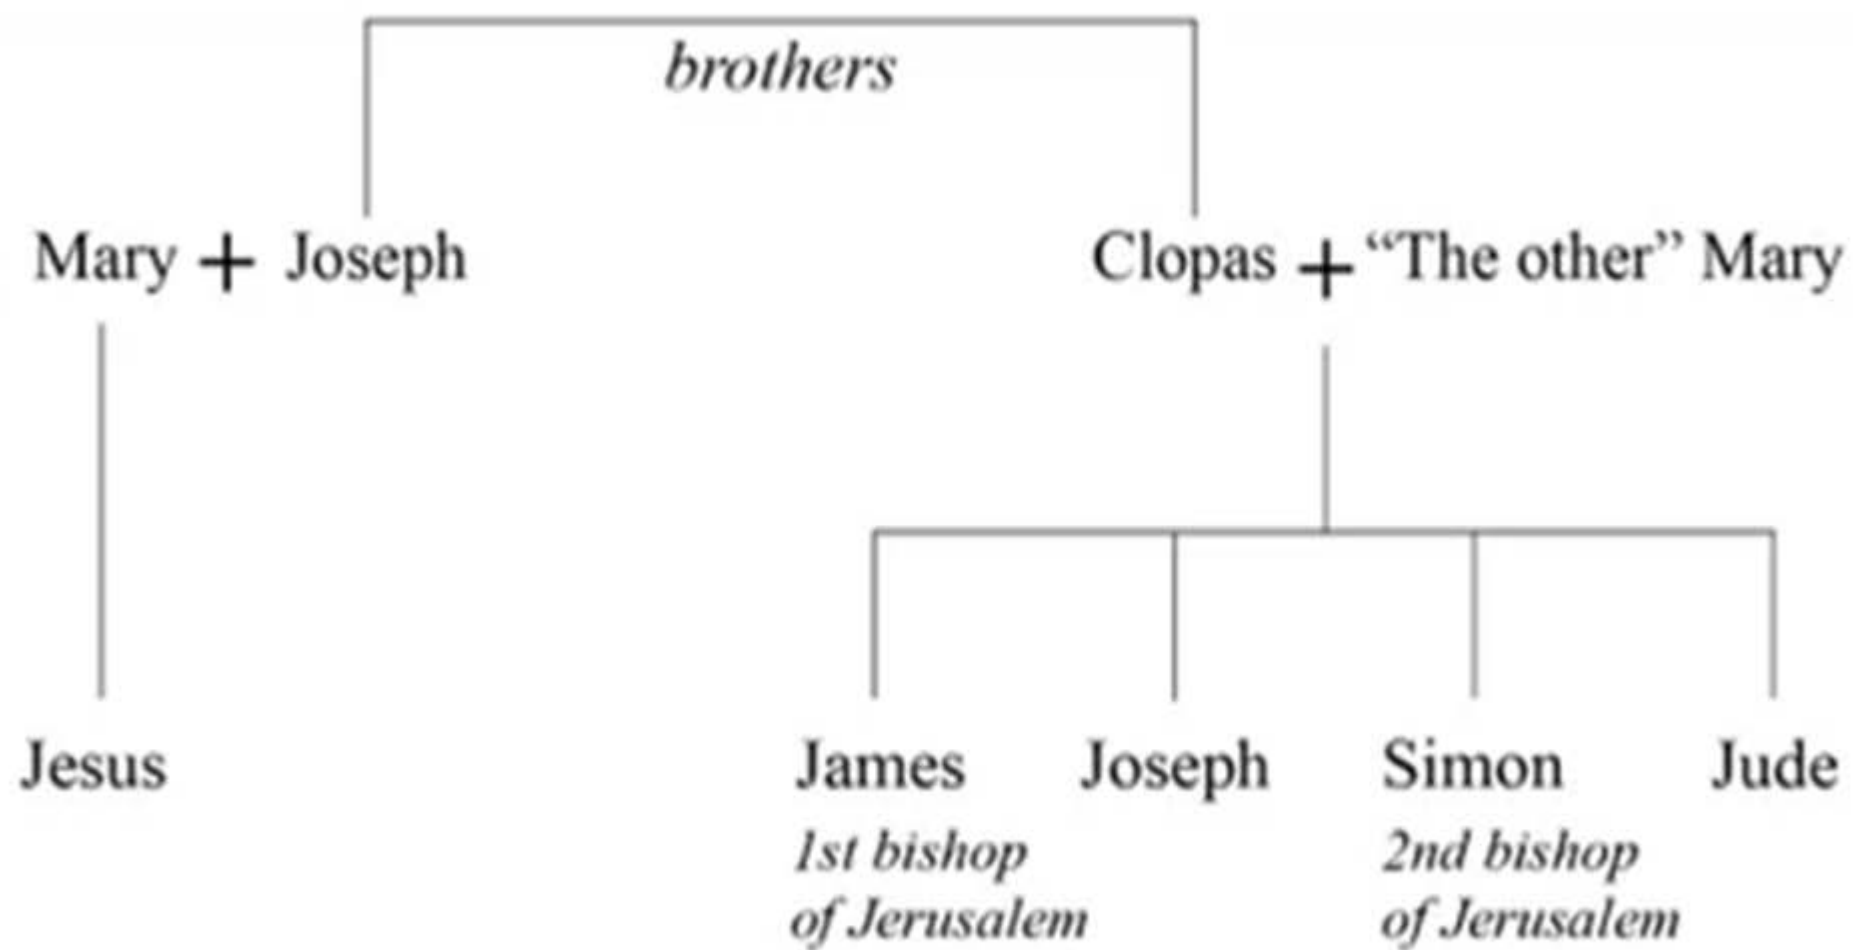 brothers
Mary + Joseph
Clopas + “The other” Mary
Jesus
James
Joseph
Simon
Jude
1st bishop
of Jerusalem
2nd bishop
of Jerusalem